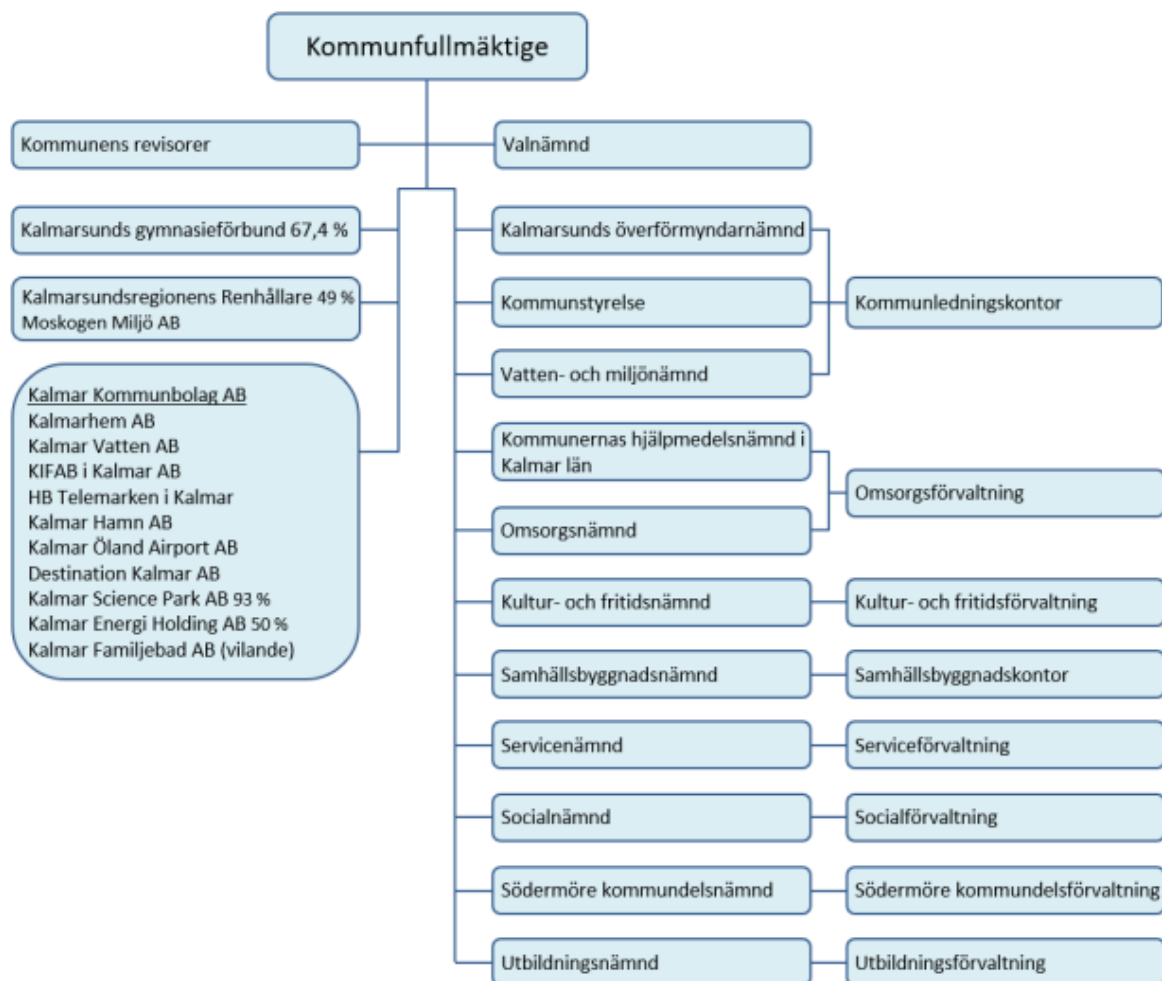 Kommunfullmäktige
Kommunens revisorer
Valnämnd
Kalmarsunds gymnasieförbund 67,4 %
Kalmarsundsregionens Renhållare 49 %
Moskogen Miljö AB
Kalmar Kommunbolag AB
Kalmarhem AB
Kalmar Vatten AB
KIFAB i Kalmar AB
HB Telemarken i Kalmar
Kalmar Hamn AB
Kalmar Öland Airport AB
Destination Kalmar AB
Kalmar Science Park AB 93 %
Kalmar Energi Holding AB 50 %
Kalmar Familjebad AB (vilande)
Kalmarsunds överförmyndarnämnd
Kommunstyrelse
Vatten- och miljönämnd
Kommunledningskontor
Kommunernas hjälpmedelsnämnd i
Kalmar län
Omsorgsnämnd
Omsorgsförvaltning
Kultur- och fritidsnämnd
Kultur- och fritidsförvaltning
Samhällsbyggnadsnämnd
Samhällsbyggnadskontor
Servicenämnd
Serviceförvaltning
Socialnämnd
Socialförvaltning
Södermöre kommundelsnämnd
Södermöre kommundelsförvaltning
Utbildningsnämnd
Utbildningsförvaltning